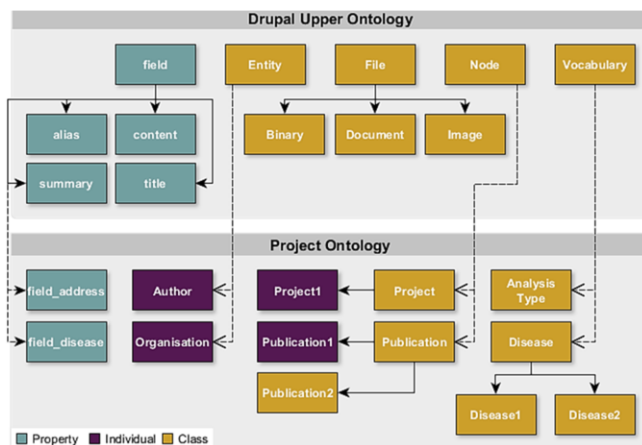 Drupal Upper Ontology
field
Entity
File
Node
Vocabulary
alias
content
Binary
Document
Image
summary
title
Project Ontology
field_address
Author
Project1
Project
Analysis
Type
field_disease
Organisation
Publication1
Publication
Disease
Publication2
Disease1
Disease2
Property
Individual
Class